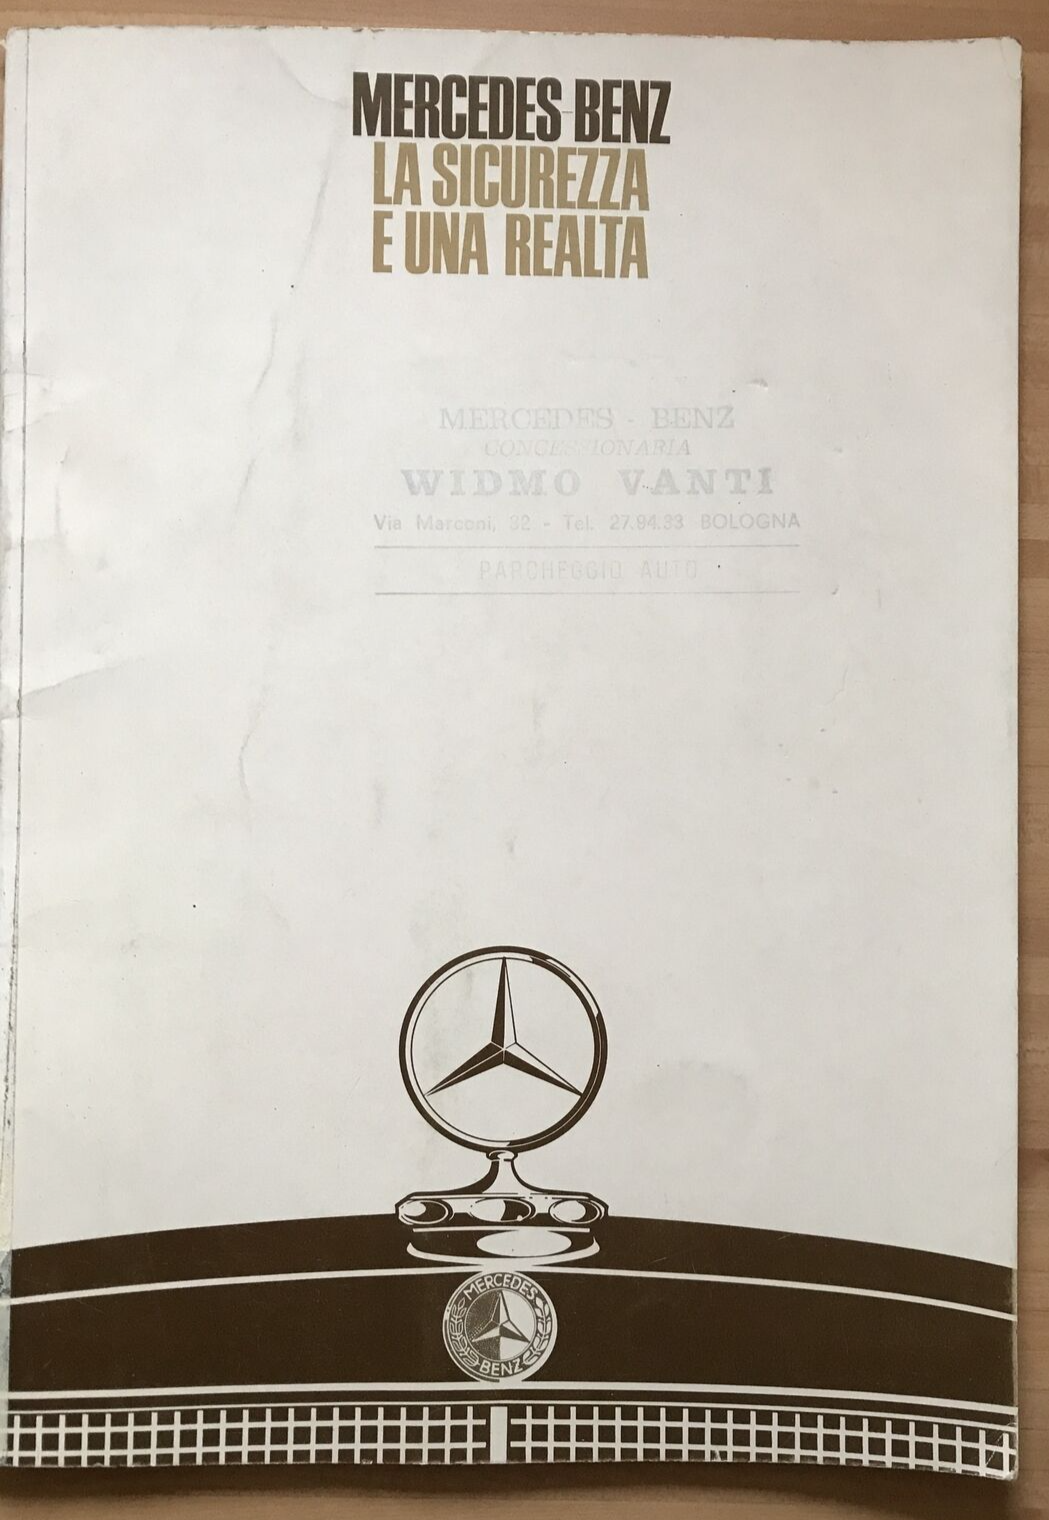 MERCEDES-BENZ
LA SICUREZZA
E UNA REALTA
MERCEDES - BENZ
CONCESSIONARIA
WIDMO VANTI
Via Marconi, 32 - Tel. 27.94.33 BOLOGNA
PARCHEGGIO AUTO
MERCEDES
BENZ